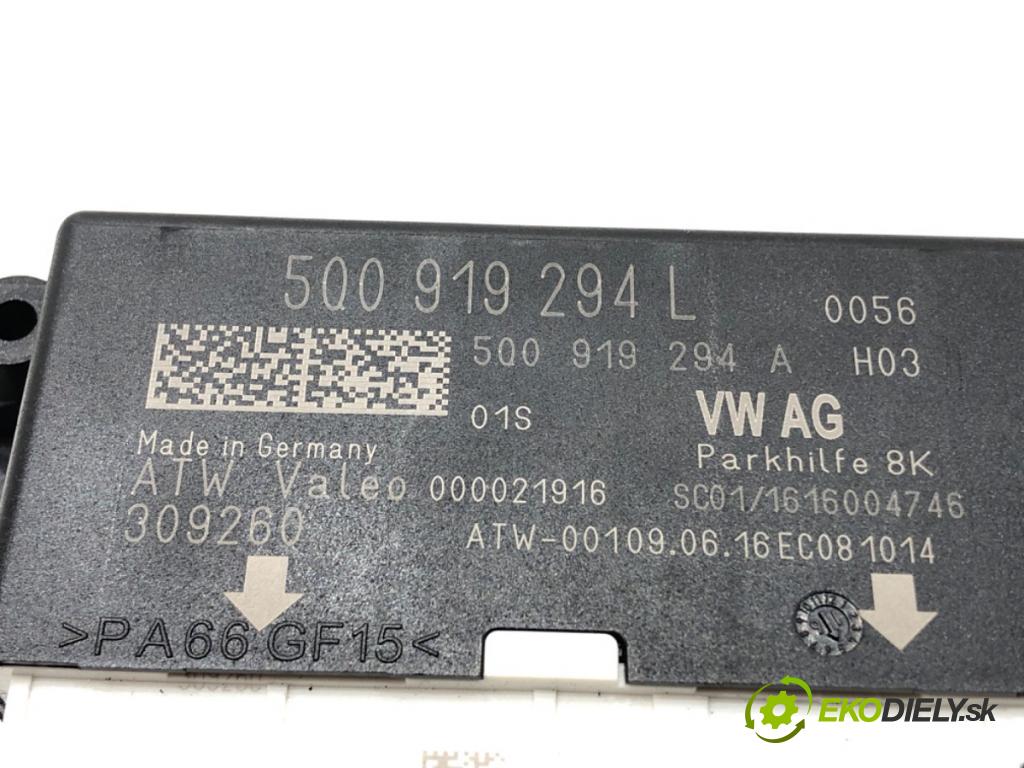 5Q0 919 294 L 0056
5Q0 919 294 A H03
01S VW AG
Made in Germany Parkhilfe 8K
ATW Valeo 000021916 SC01/1616004746
309260 ATW-00109.06.16EC081014
>PA66 GF15<
EKODIELY.sk